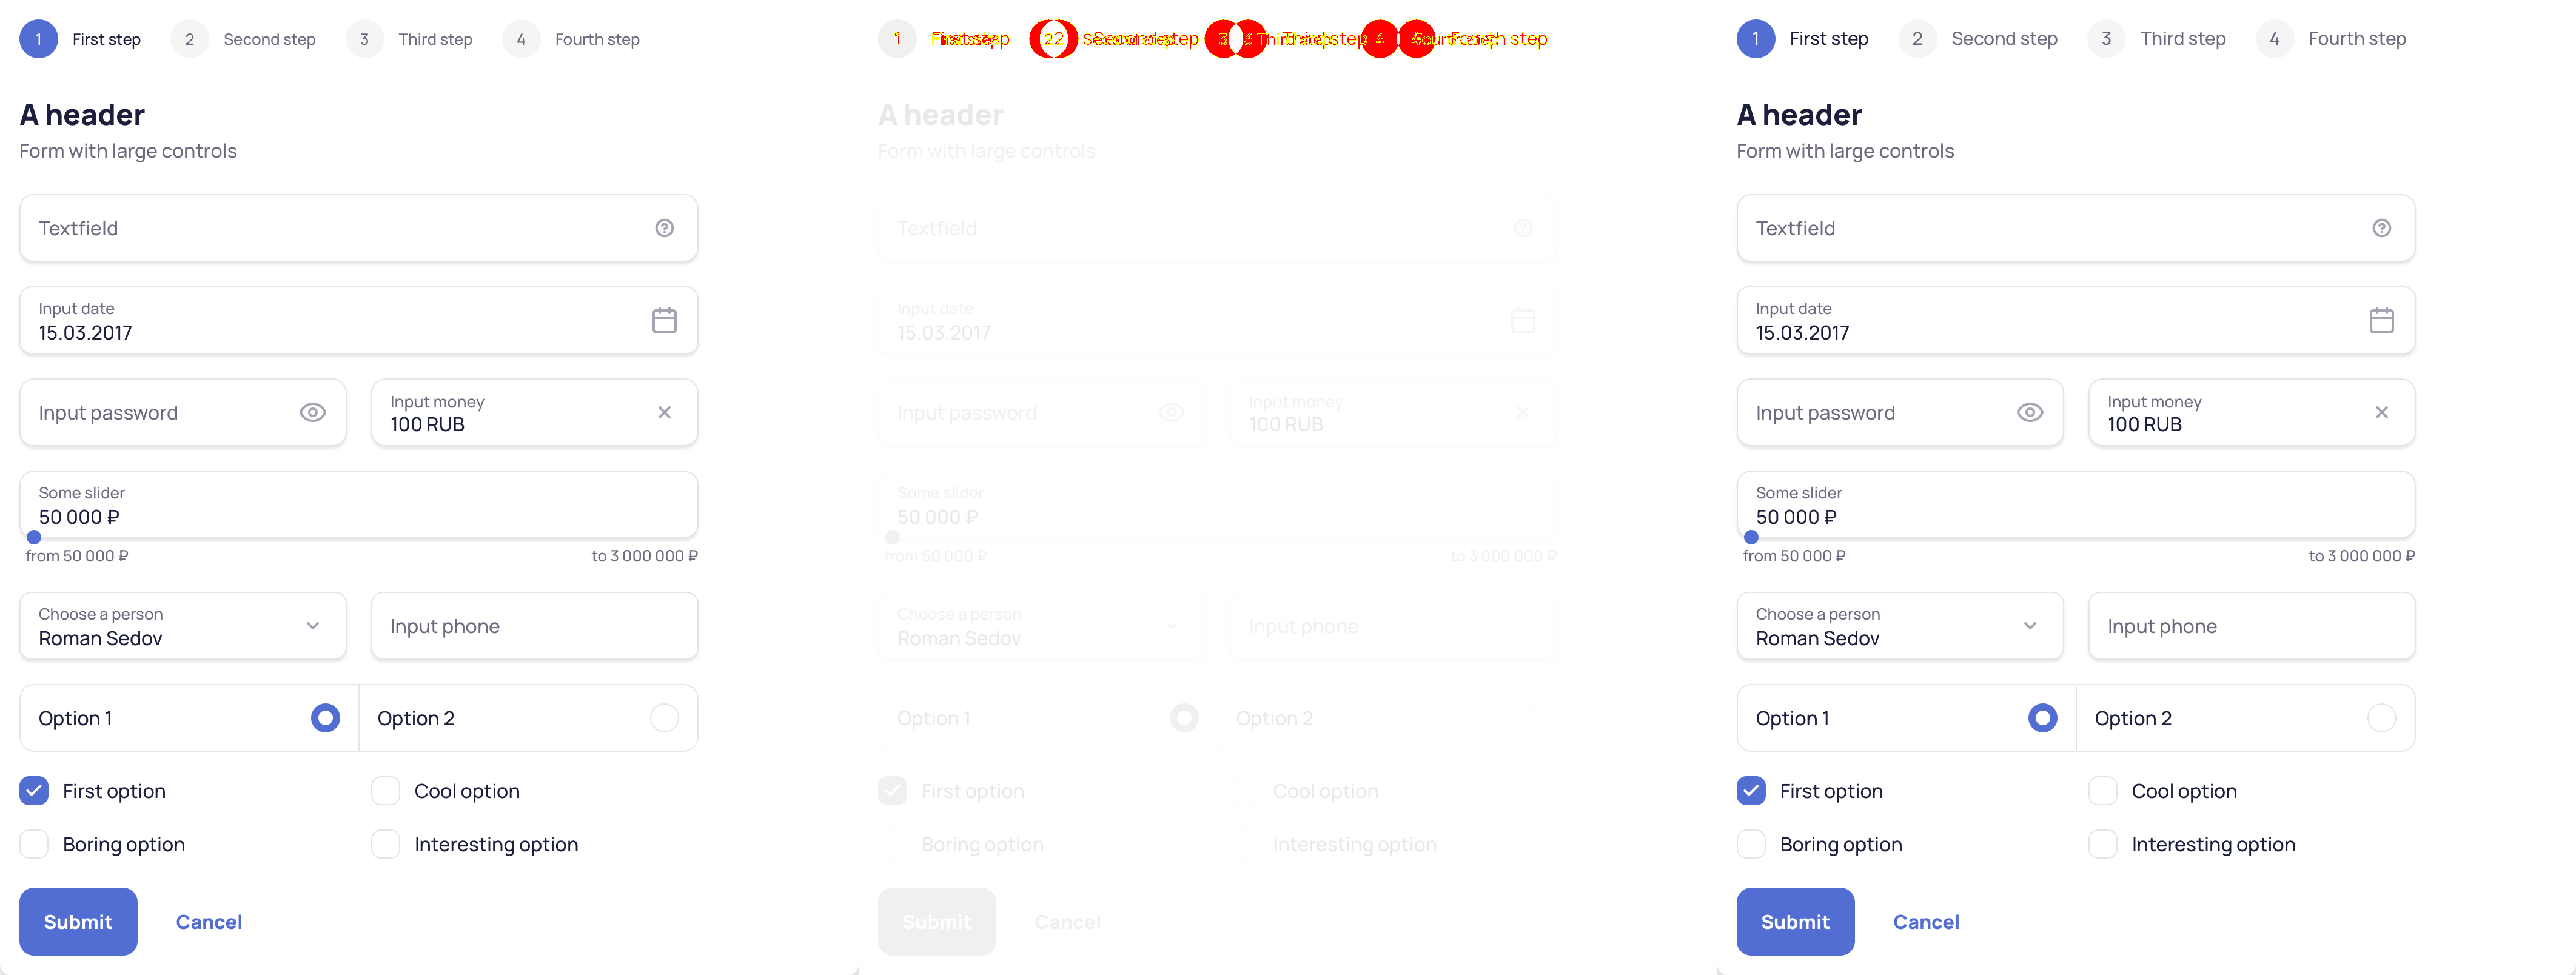 1 First step 2 Second step 3 Third step 4 Fourth step
A header
Form with large controls
Textfield
Input date
15.03.2017
Input password
Input money
100 RUB
Some slider
50 000 ₽
from 50 000 ₽ to 3 000 000 ₽
Choose a person
Roman Sedov
Input phone
Option 1 Option 2
First option Cool option
Boring option Interesting option
Submit Cancel
1 First step 2 Second step 3 Third step 4 Fourth step
A header
Form with large controls
Textfield
Input date
15.03.2017
Input password
Input money
100 RUB
Some slider
50 000 ₽
from 50 000 ₽ to 3 000 000 ₽
Choose a person
Roman Sedov
Input phone
Option 1 Option 2
First option Cool option
Boring option Interesting option
Submit Cancel
1 First step 2 Second step 3 Third step 4 Fourth step
A header
Form with large controls
Textfield
Input date
15.03.2017
Input password
Input money
100 RUB
Some slider
50 000 ₽
from 50 000 ₽ to 3 000 000 ₽
Choose a person
Roman Sedov
Input phone
Option 1 Option 2
First option Cool option
Boring option Interesting option
Submit Cancel